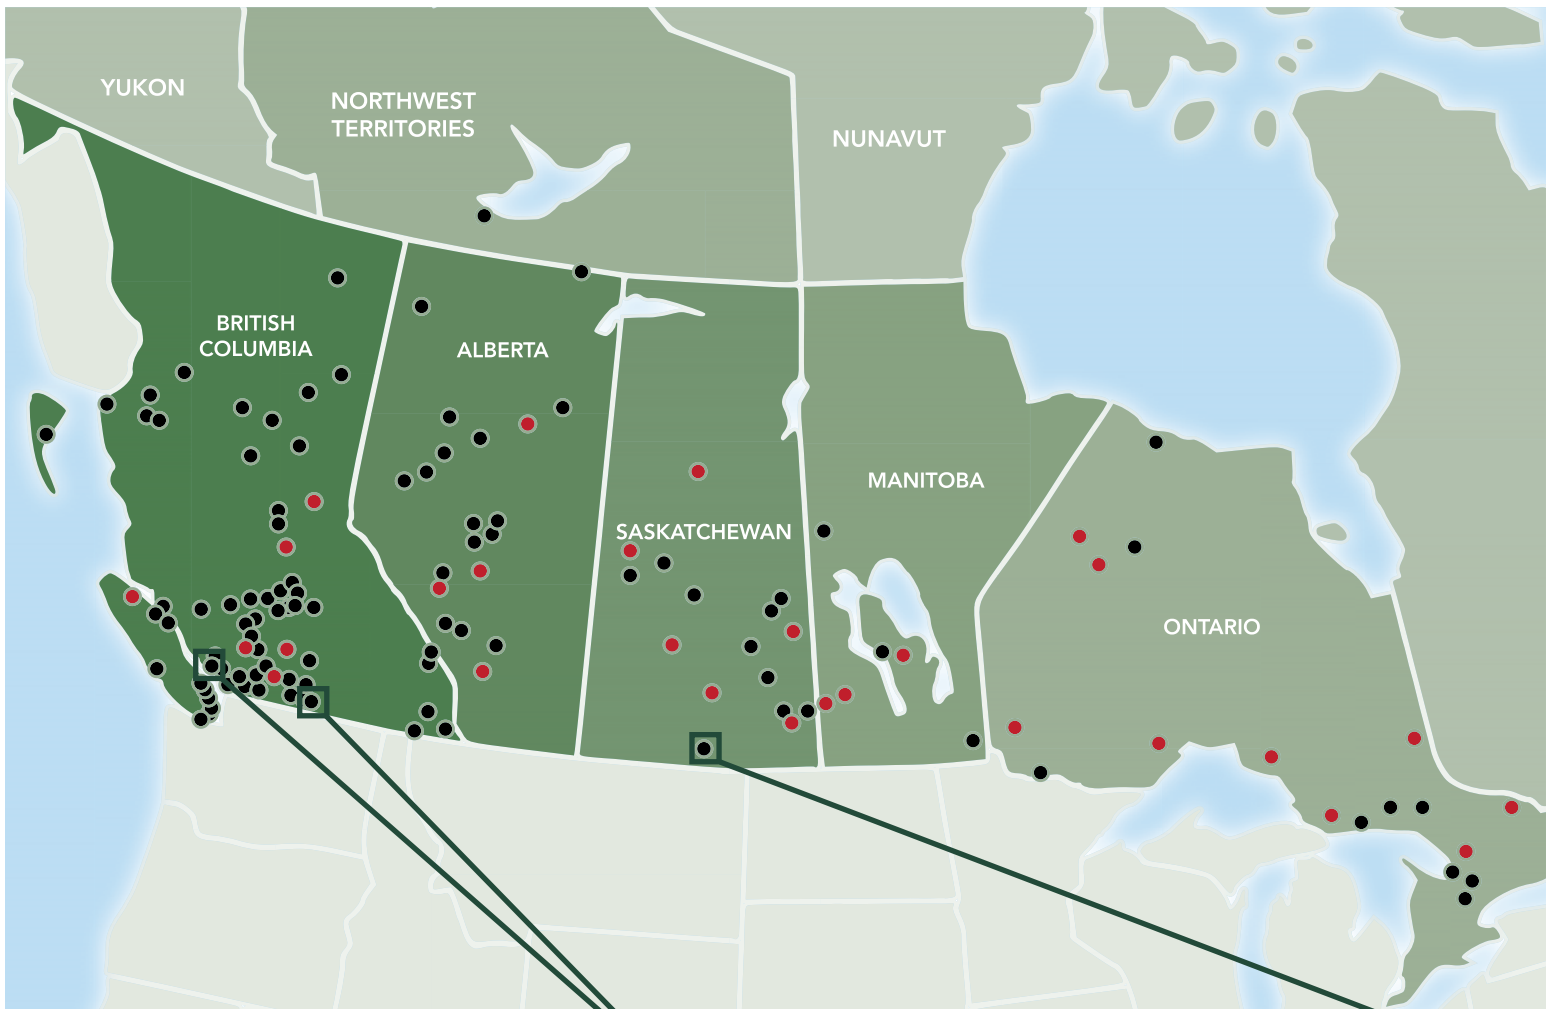 YUKON
NORTHWEST
TERRITORIES
NUNAVUT
BRITISH
COLUMBIA
ALBERTA
SASKATCHEWAN
MANITOBA
ONTARIO